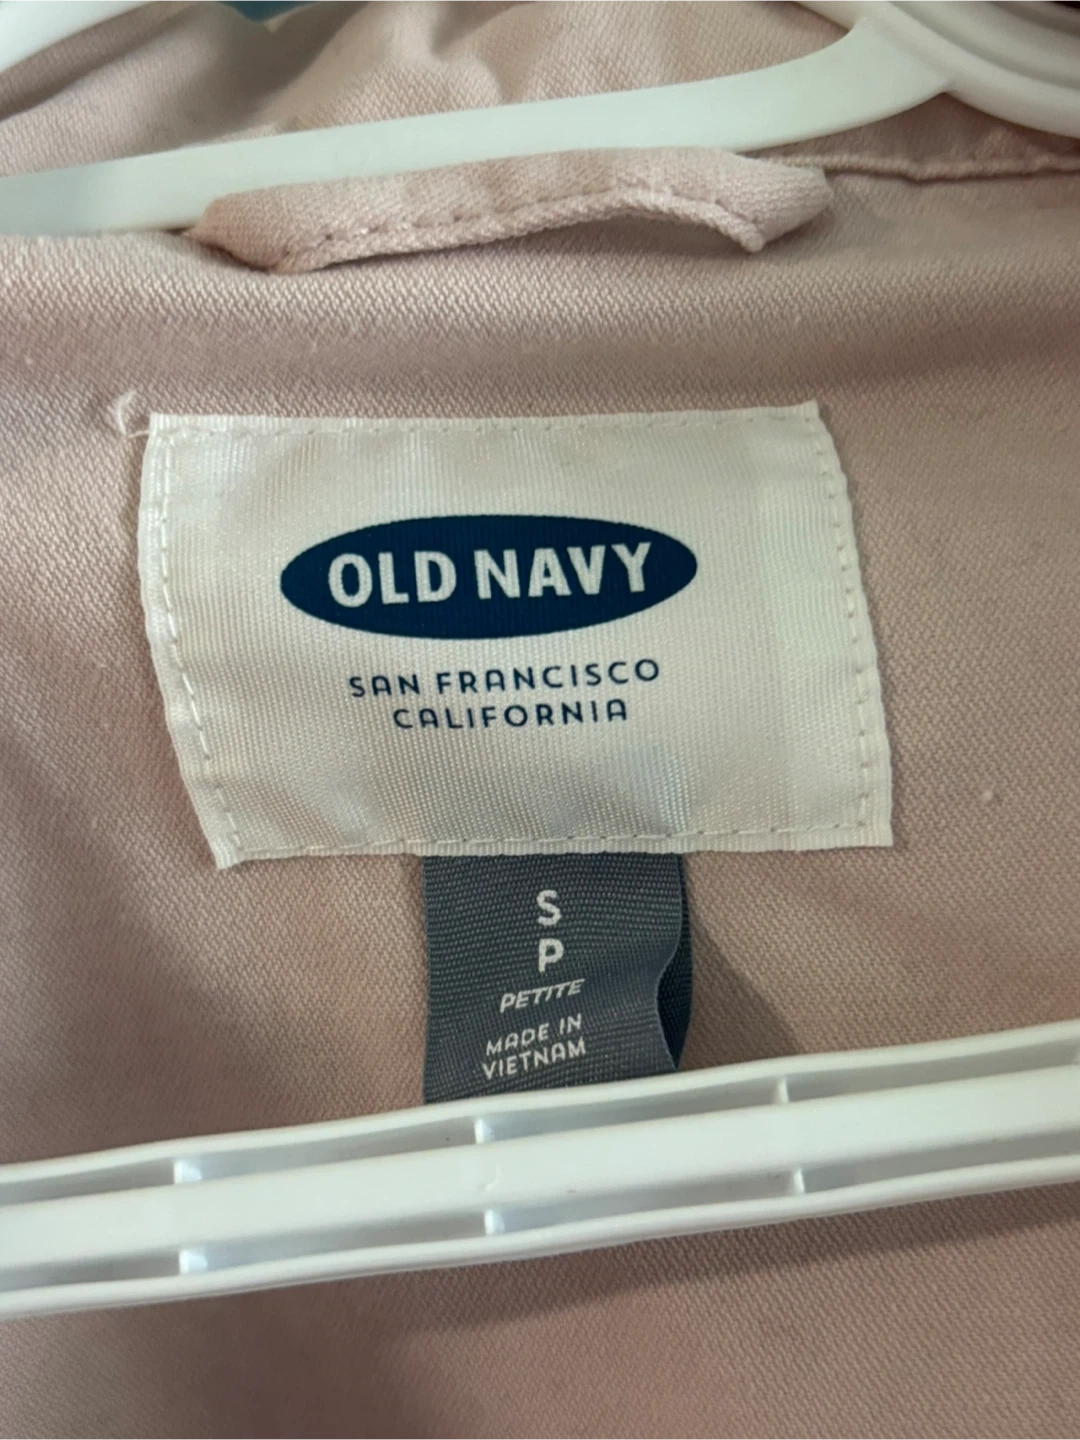 OLD NAVY
SAN FRANCISCO
CALIFORNIA
S
P
PETITE
MADE IN
VIETNAM